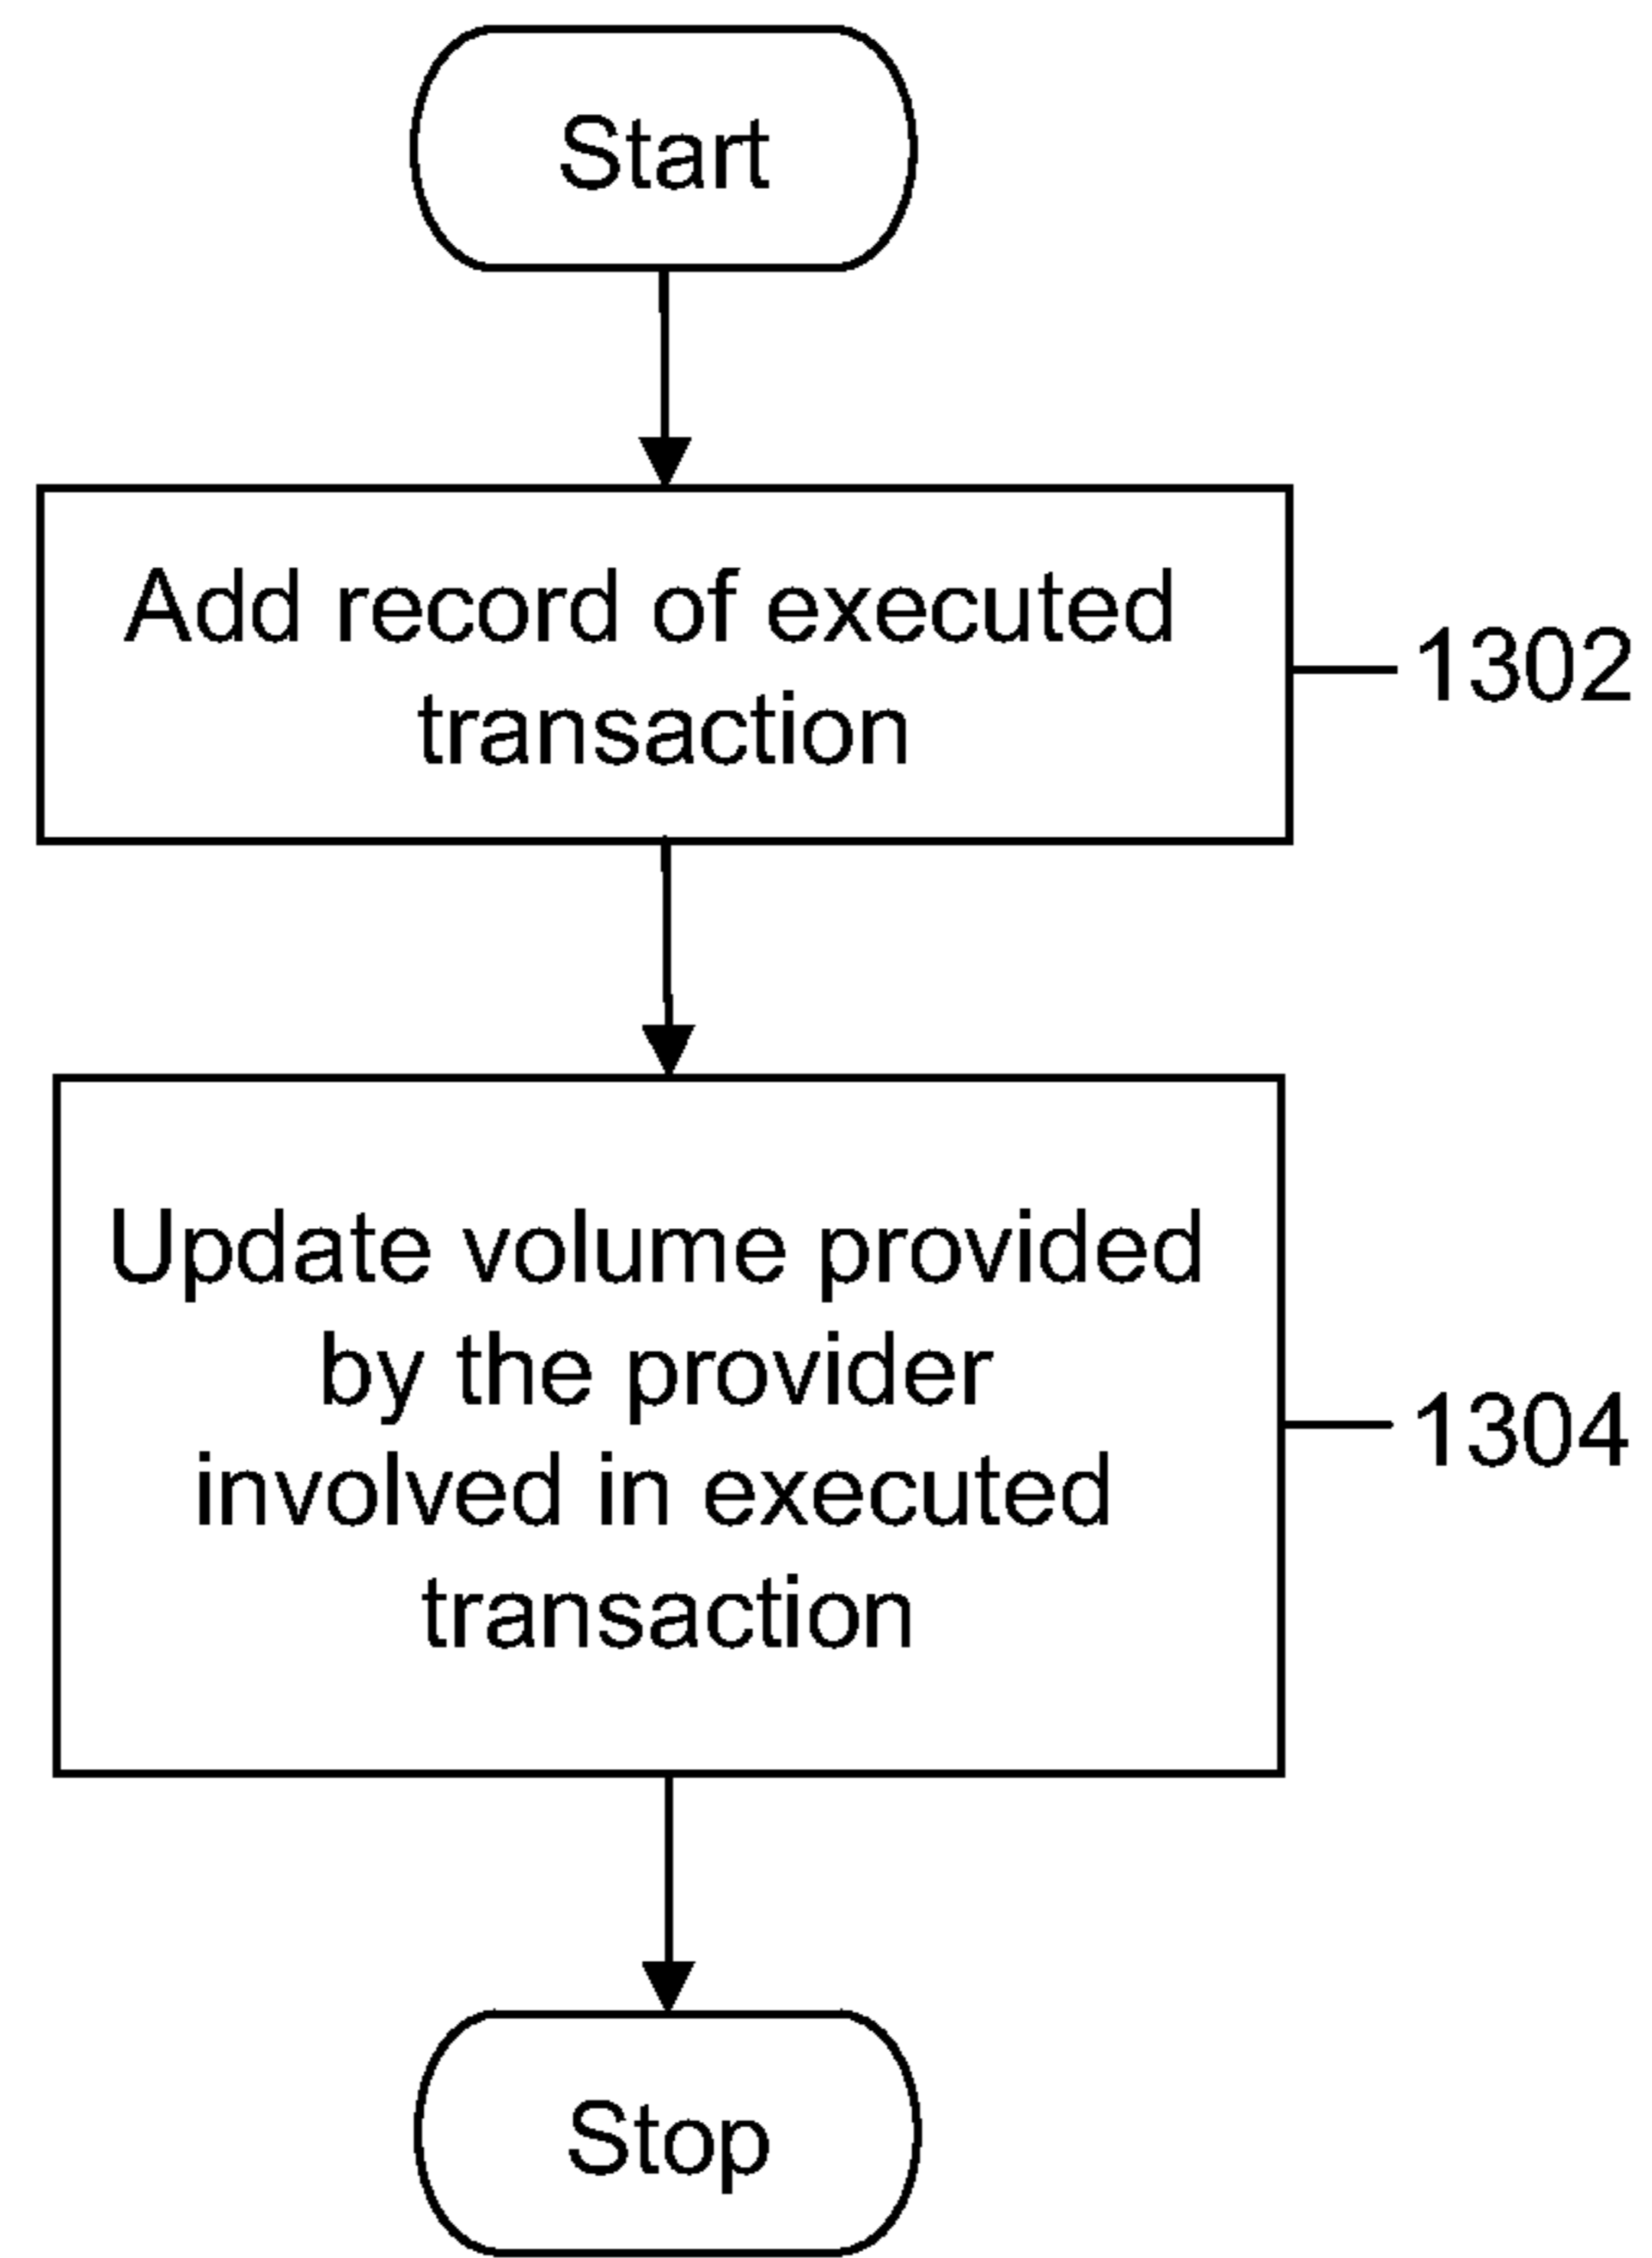 Start
Add record of executed
transaction
1302
Update volume provided
by the provider
involved in executed
transaction
1304
Stop